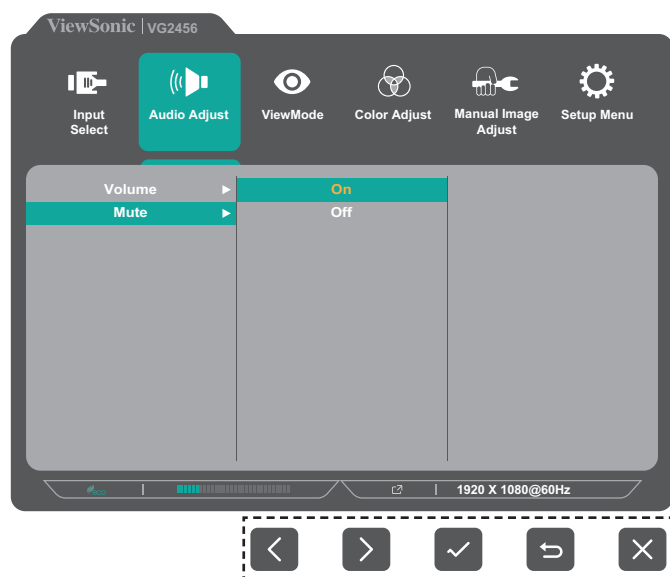 ViewSonic | VG2456
Input Select
Audio Adjust
ViewMode
Color Adjust
Manual Image Adjust
Setup Menu
Volume
On
Mute
Off
eco
1920 X 1080@60Hz